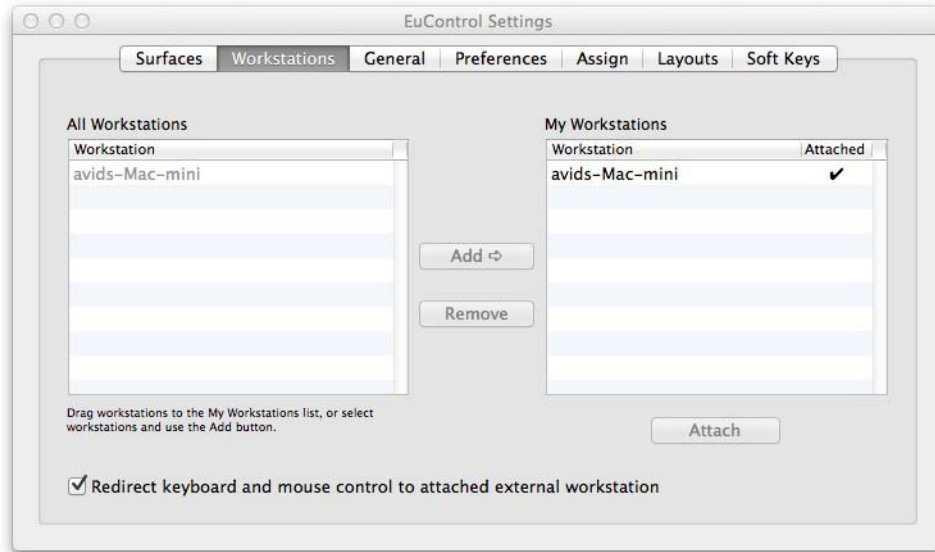 EuControl Settings
Surfaces Workstations General Preferences Assign Layouts Soft Keys
All Workstations
Workstation
avids-Mac-mini
Drag workstations to the My Workstations list, or select
workstations and use the Add button.
Add ⇨
Remove
My Workstations
Workstation Attached
avids-Mac-mini ✔
Attach
Redirect keyboard and mouse control to attached external workstation